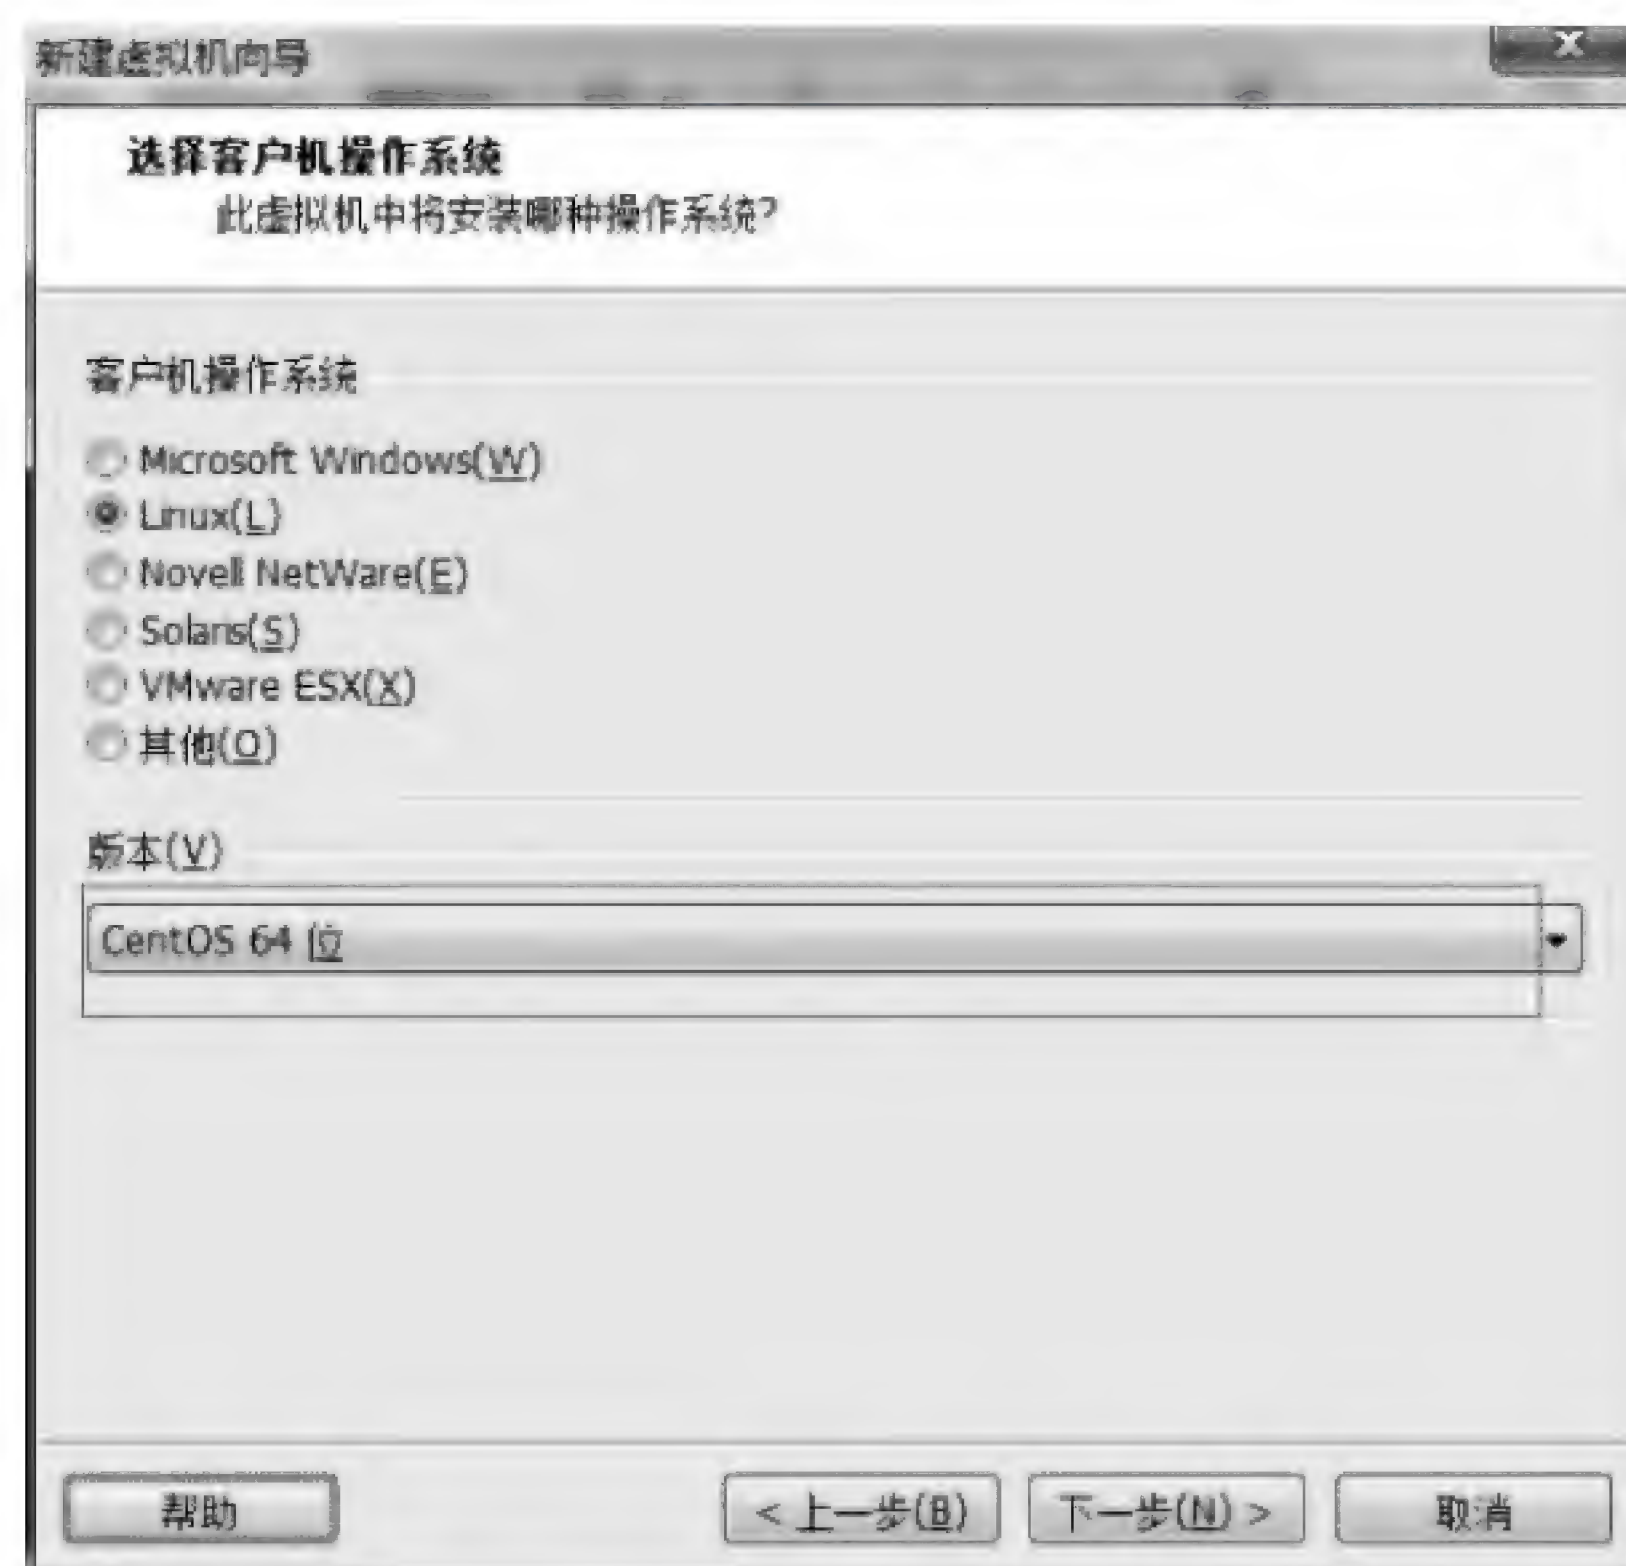 新建虚拟机向导
X
选择客户机操作系统
此虚拟机中将安装哪种操作系统?
客户机操作系统
Microsoft Windows(W)
Linux(L)
Novell NetWare(E)
Solaris(S)
VMware ESX(X)
其他(O)
版本(V)
CentOS 64 位
帮助
< 上一步(B)
下一步(N) >
取消